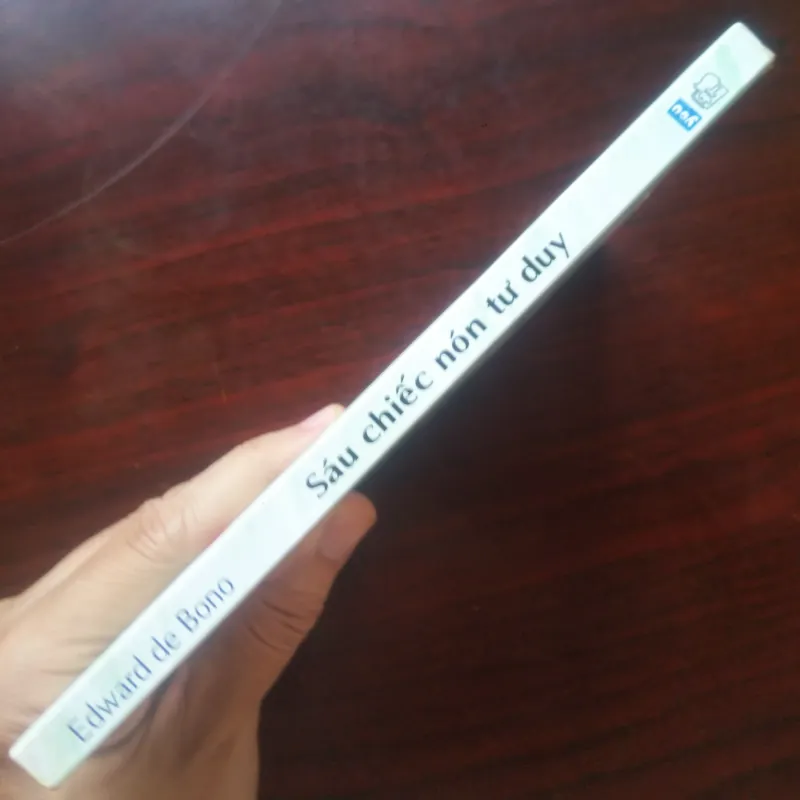 Edward de Bono
Sáu chiếc nón tư duy